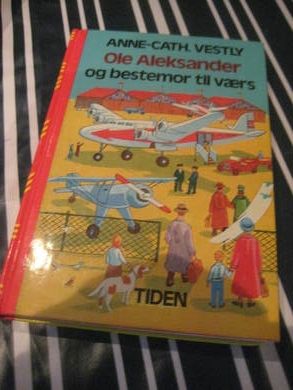 ANNE-CATH. VESTLY
Ole Aleksander
og bestemor til værs
TIDEN